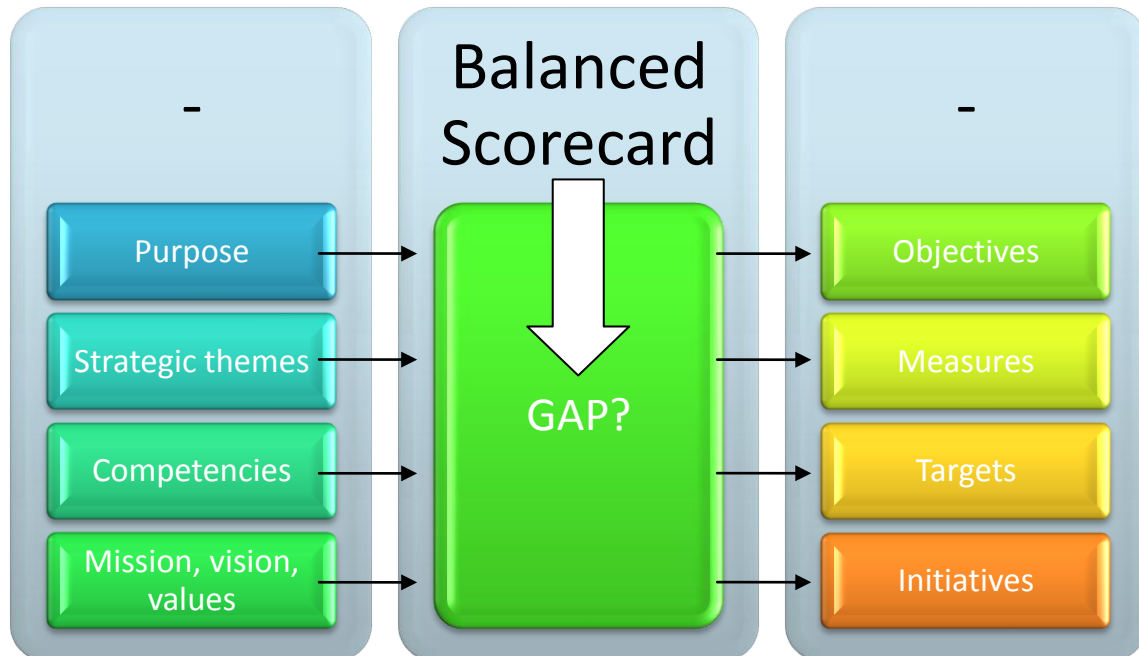 -
Purpose
Strategic themes
Competencies
Mission, vision,
values
Balanced
Scorecard
GAP?
-
Objectives
Measures
Targets
Initiatives